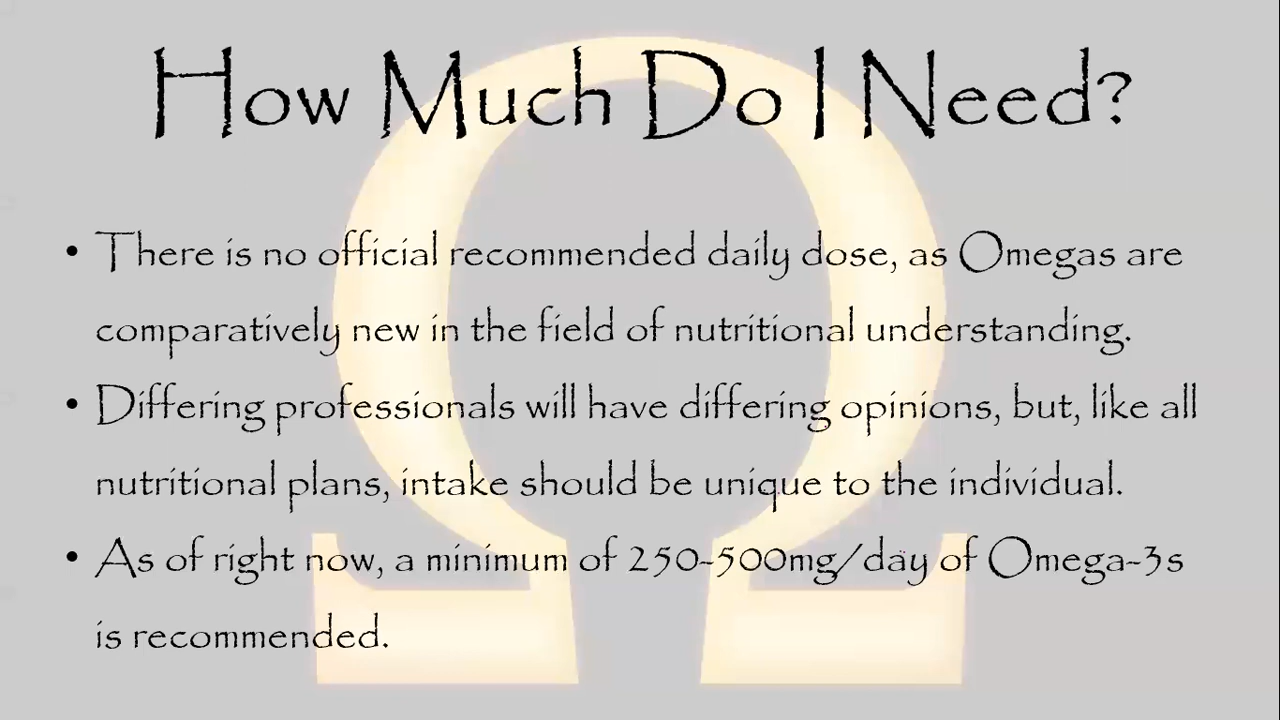 How Much Do I Need?
• There is no official recommended daily dose, as Omegas are
comparatively new in the field of nutritional understanding.
• Differing professionals will have differing opinions, but, like all
nutritional plans, intake should be unique to the individual.
• As of right now, a minimum of 250-500mg/day of Omega-3s
is recommended.